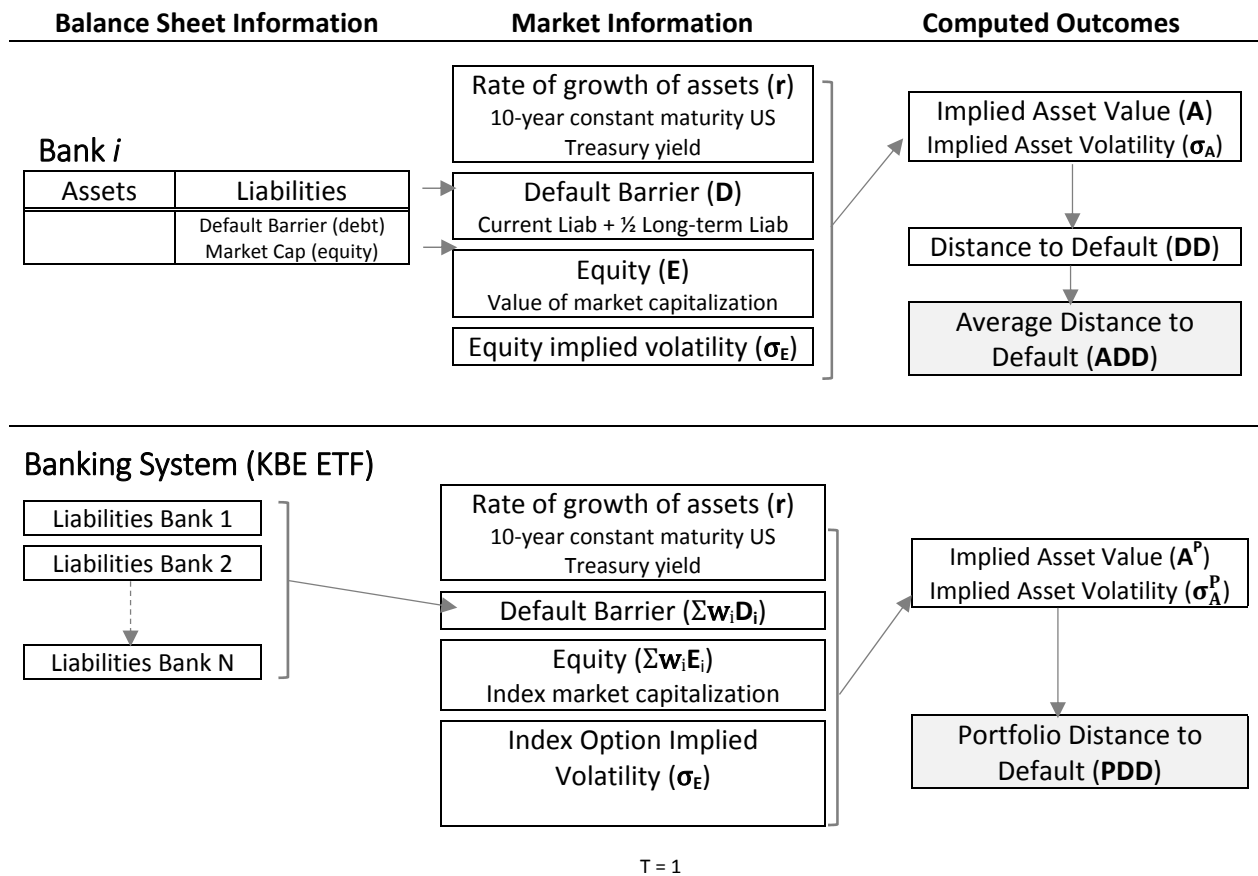 Balance Sheet Information Market Information Computed Outcomes
Bank i
Assets Liabilities
Default Barrier (debt)
Market Cap (equity)
Rate of growth of assets (r)
10-year constant maturity US
Treasury yield
Default Barrier (D)
Current Liab + ½ Long-term Liab
Equity (E)
Value of market capitalization
Equity implied volatility (σE)
Implied Asset Value (A)
Implied Asset Volatility (σA)
Distance to Default (DD)
Average Distance to
Default (ADD)
Banking System (KBE ETF)
Liabilities Bank 1
Liabilities Bank 2
Liabilities Bank N
Rate of growth of assets (r)
10-year constant maturity US
Treasury yield
Default Barrier (ΣwiDi)
Equity (ΣwiEi)
Index market capitalization
Index Option Implied
Volatility (σE)
Implied Asset Value (A^P)
Implied Asset Volatility (σ_A^P)
Portfolio Distance to
Default (PDD)
T = 1